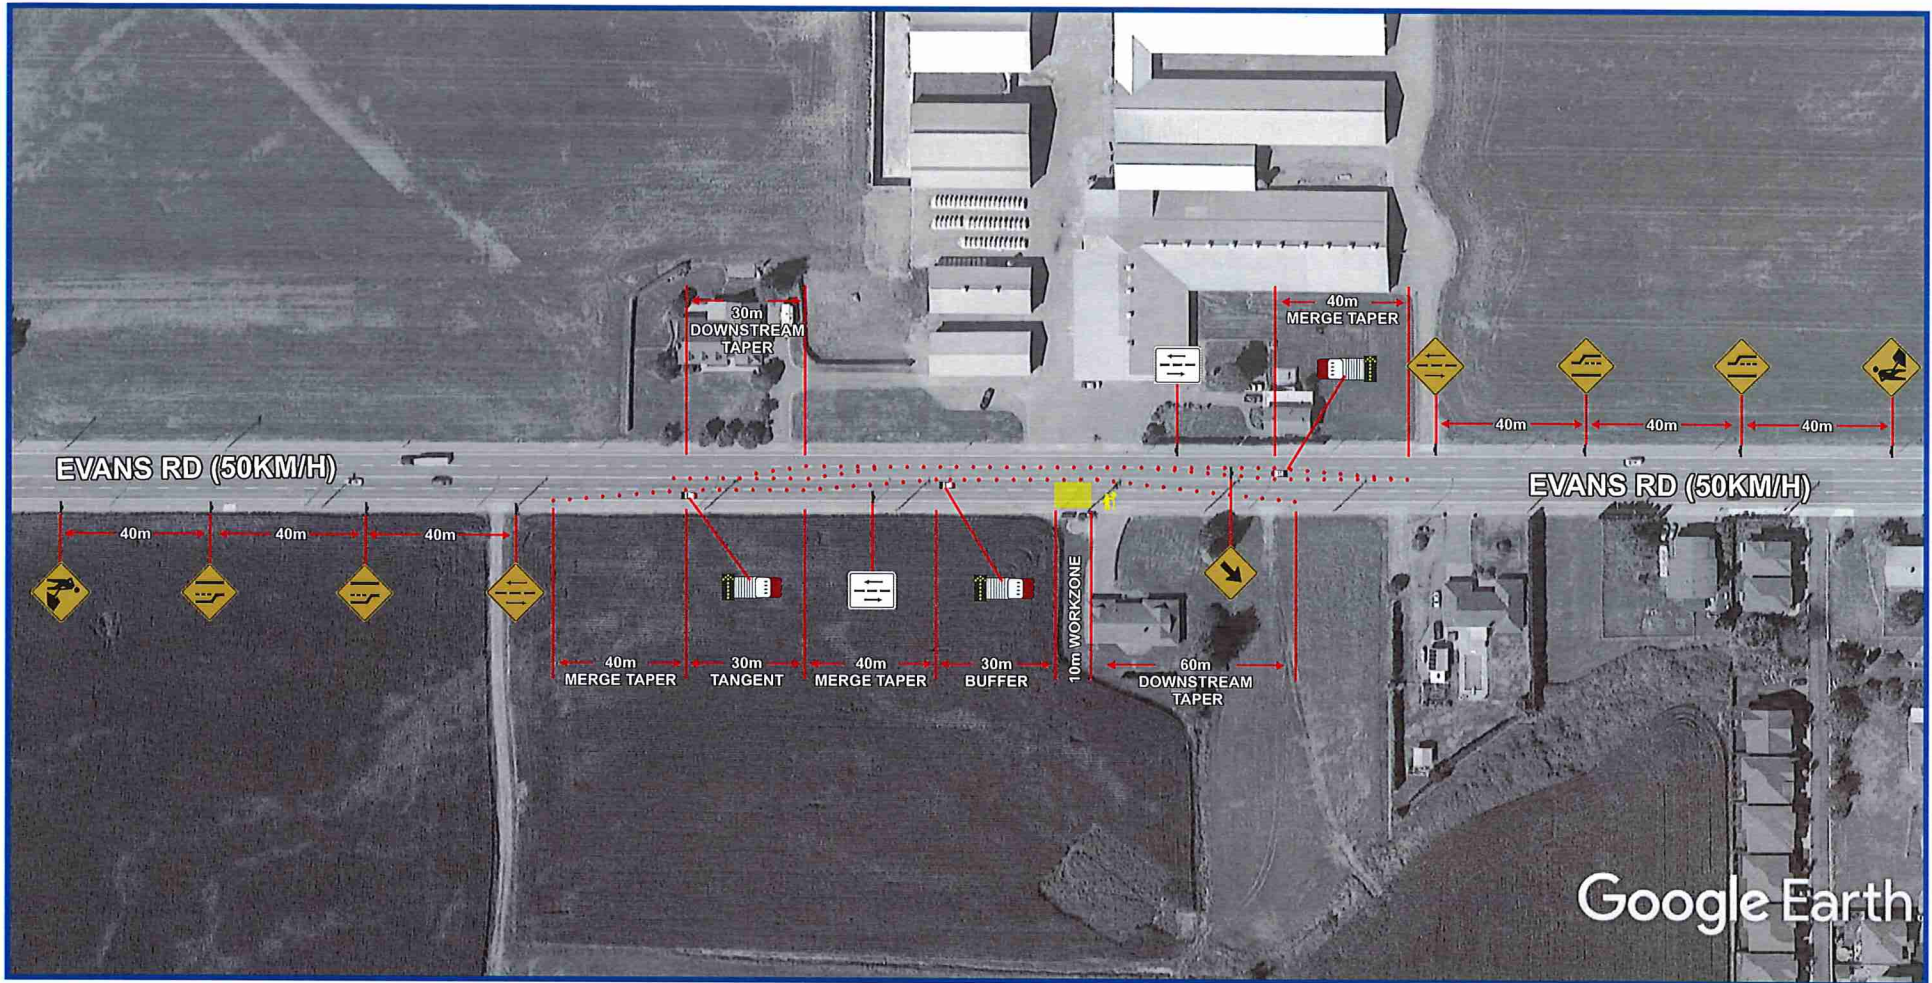 30m
DOWNSTREAM
TAPER
40m
MERGE TAPER
40m
40m
40m
EVANS RD (50KM/H)
EVANS RD (50KM/H)
40m
40m
40m
40m
MERGE TAPER
30m
TANGENT
40m
MERGE TAPER
30m
BUFFER
10m WORKZONE
60m
DOWNSTREAM
TAPER
Google Earth